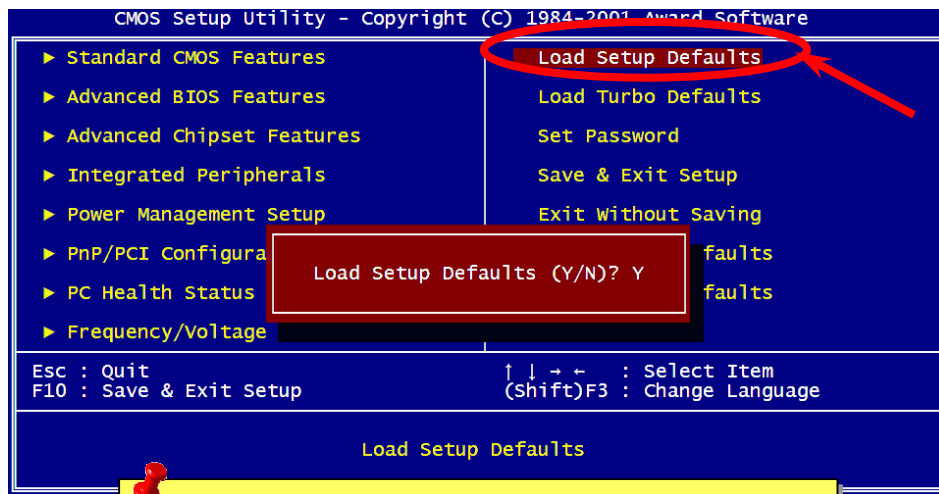 CMOS Setup Utility - Copyright (C) 1984-2001 Award Software
► Standard CMOS Features
► Advanced BIOS Features
► Advanced Chipset Features
► Integrated Peripherals
► Power Management Setup
► PnP/PCI Configura
► PC Health Status
► Frequency/Voltage
Load Setup Defaults
Load Turbo Defaults
Set Password
Save & Exit Setup
Exit Without Saving
faults
faults
Load Setup Defaults (Y/N)? Y
Esc : Quit
F10 : Save & Exit Setup
↑ ↓ → ← : Select Item
(Shift)F3 : Change Language
Load Setup Defaults